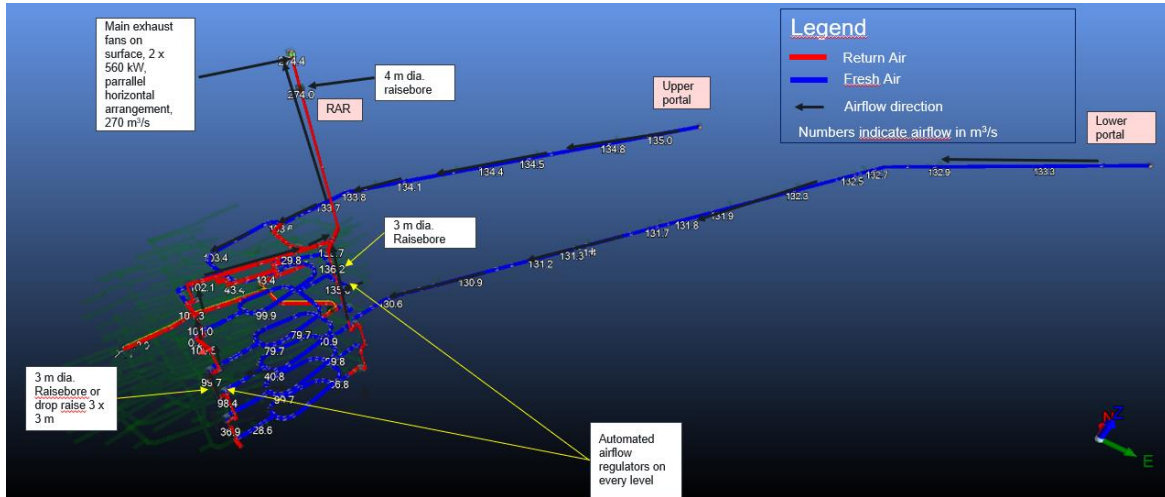 Main exhaust
fans on
surface, 2 x
560 kW,
parrallel
horizontal
arrangement,
270 m³/s
4 m dia.
raisebore
RAR
274.0
Upper
portal
Lower
portal
Legend
Return Air
Fresh Air
Airflow direction
Numbers indicate airflow in m³/s
135.0
134.8
134.5
134.4
134.1
133.8
133.7
133.3
132.9
132.7
132.5
132.3
131.9
131.8
131.7
131.3
131.2
130.9
130.6
3 m dia.
Raisebore
103.4
29.8
136.2
102.1
43.4
43.4
99.9
101.0
79.7
79.7
40.8
99.7
98.4
36.9
28.6
3 m dia.
Raisebore or
drop raise 3 x
3 m
Automated
airflow
regulators on
every level
E